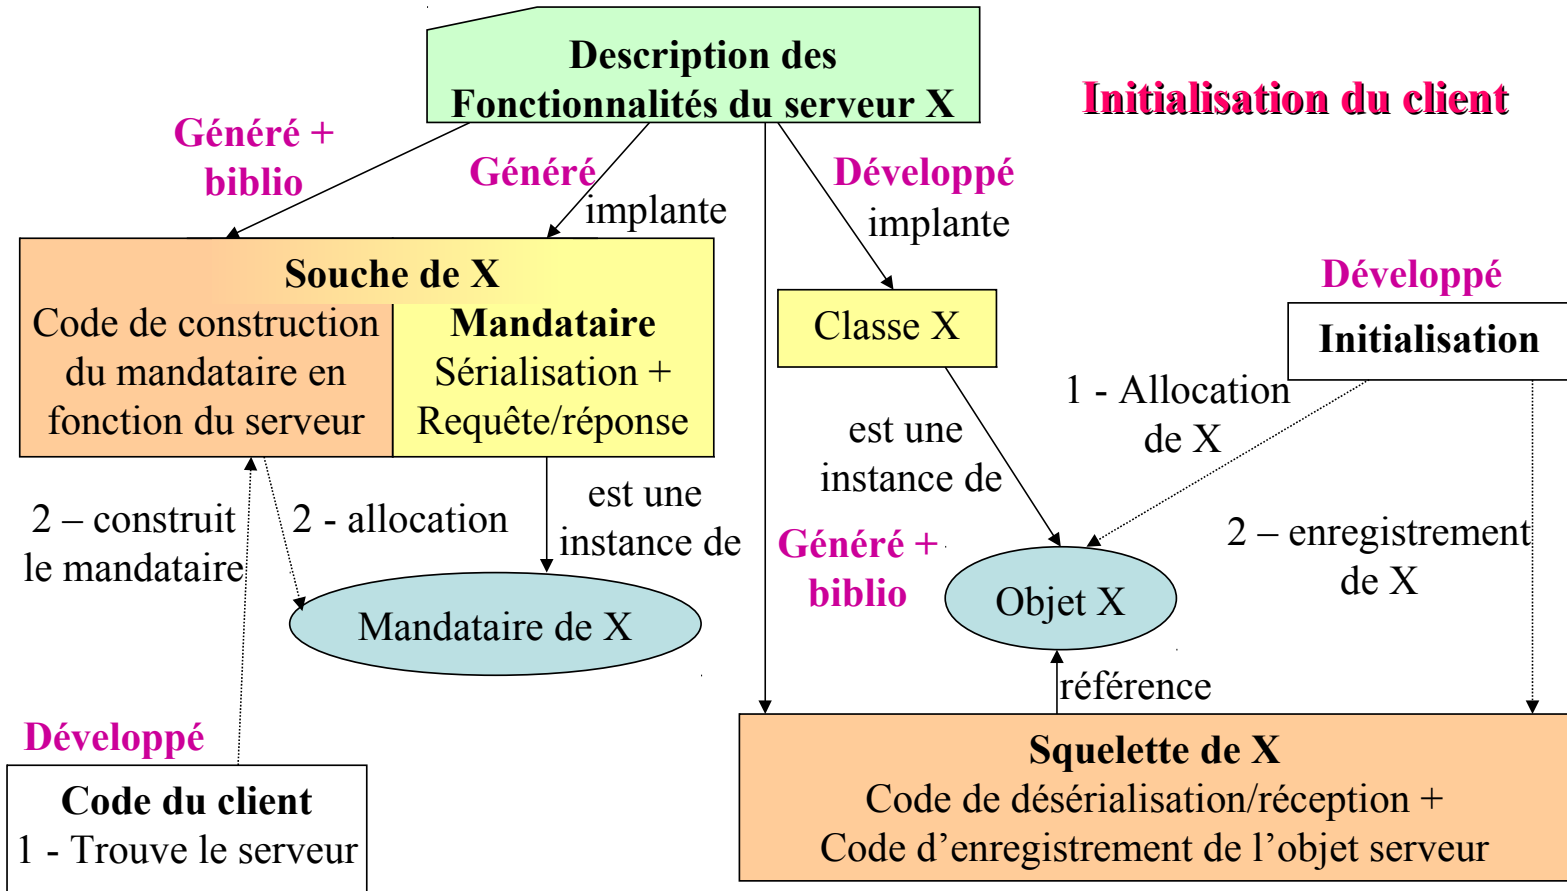 Description des
Fonctionnalités du serveur X
Initialisation du client
Généré +
biblio
Généré
implante
Développé
implante
Souche de X
Code de construction
du mandataire en
fonction du serveur
Mandataire
Sérialisation +
Requête/réponse
Classe X
Développé
Initialisation
1 - Allocation
de X
est une
instance de
2 – construit
le mandataire
2 - allocation
est une
instance de
Généré +
biblio
2 – enregistrement
de X
Mandataire de X
Objet X
référence
Développé
Code du client
1 - Trouve le serveur
Squelette de X
Code de désérialisation/réception +
Code d’enregistrement de l’objet serveur